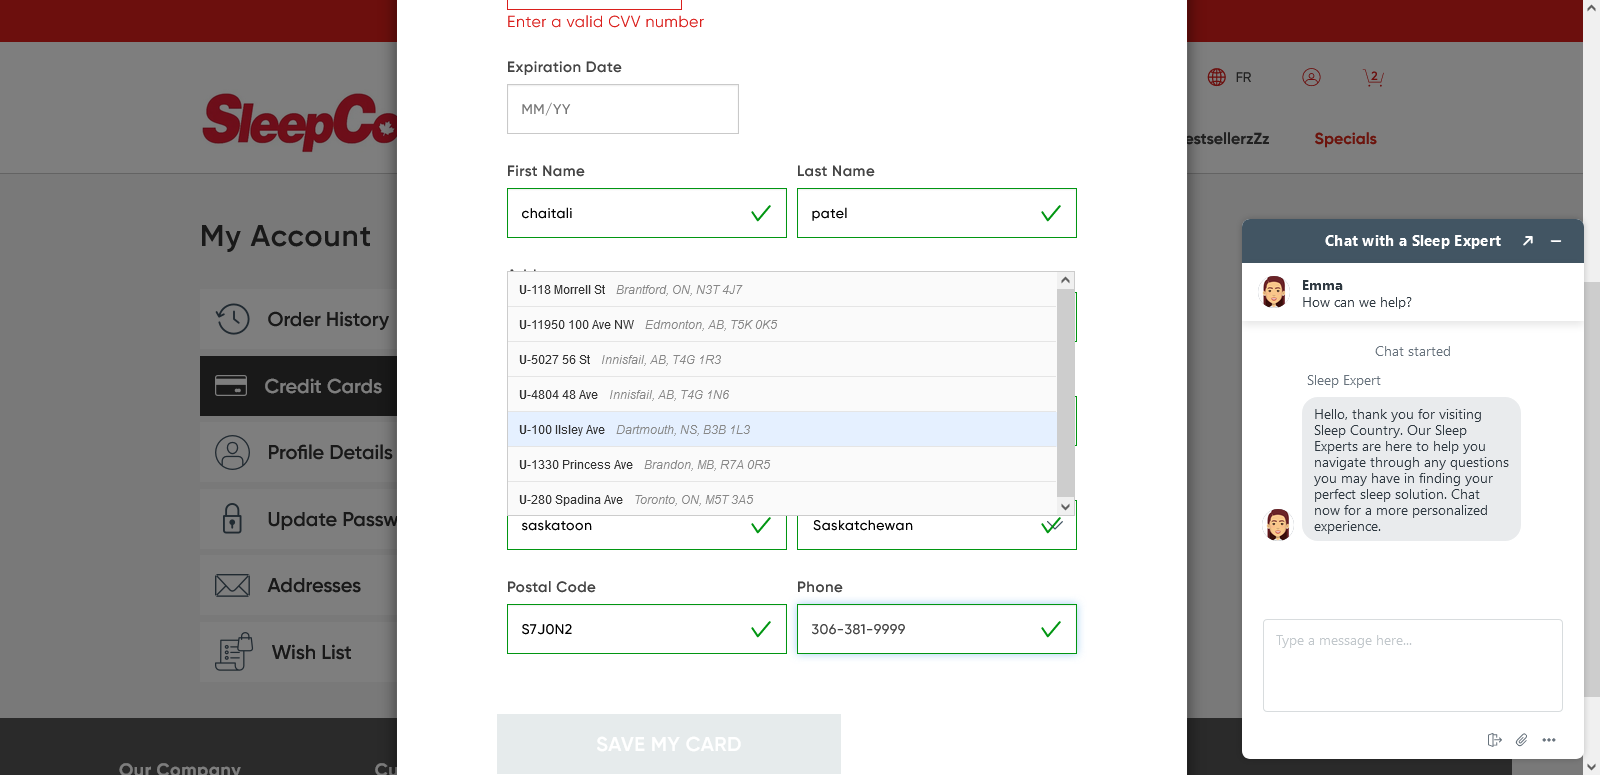 Enter a valid CVV number
Expiration Date
MM/YY
FR
2
SleepCo
estsellerzZz
Specials
First Name
Last Name
chaitali
patel
My Account
Order History
Credit Cards
Profile Details
Update Passw
Addresses
Wish List
U-118 Morrell St Brantford, ON, N3T 4J7
U-11950 100 Ave NW Edmonton, AB, T5K 0K5
U-5027 56 St Innisfail, AB, T4G 1R3
U-4804 48 Ave Innisfail, AB, T4G 1N6
U-100 Ilsley Ave Dartmouth, NS, B3B 1L3
U-1330 Princess Ave Brandon, MB, R7A 0R5
U-280 Spadina Ave Toronto, ON, M5T 3A5
saskatoon
Saskatchewan
Postal Code
Phone
S7J0N2
306-381-9999
SAVE MY CARD
Our Company
Cu
Chat with a Sleep Expert
Emma
How can we help?
Chat started
Sleep Expert
Hello, thank you for visiting
Sleep Country. Our Sleep
Experts are here to help you
navigate through any questions
you may have in finding your
perfect sleep solution. Chat
now for a more personalized
experience.
Type a message here...